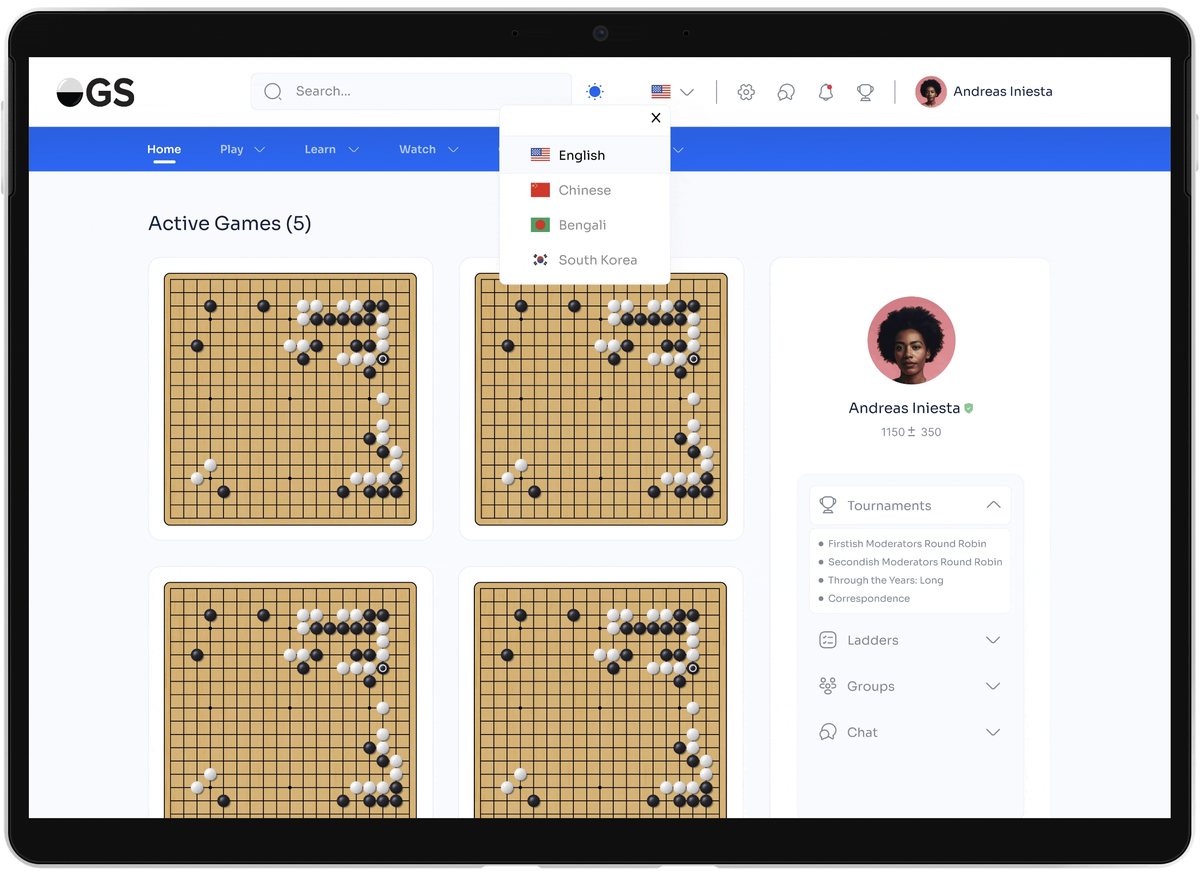 GS
Search...
Andreas Iniesta
Home
Play
Learn
Watch
English
Chinese
Bengali
South Korea
Active Games (5)
Andreas Iniesta
1150 ± 350
Tournaments
Firstish Moderators Round Robin
Secondish Moderators Round Robin
Through the Years: Long
Correspondence
Ladders
Groups
Chat